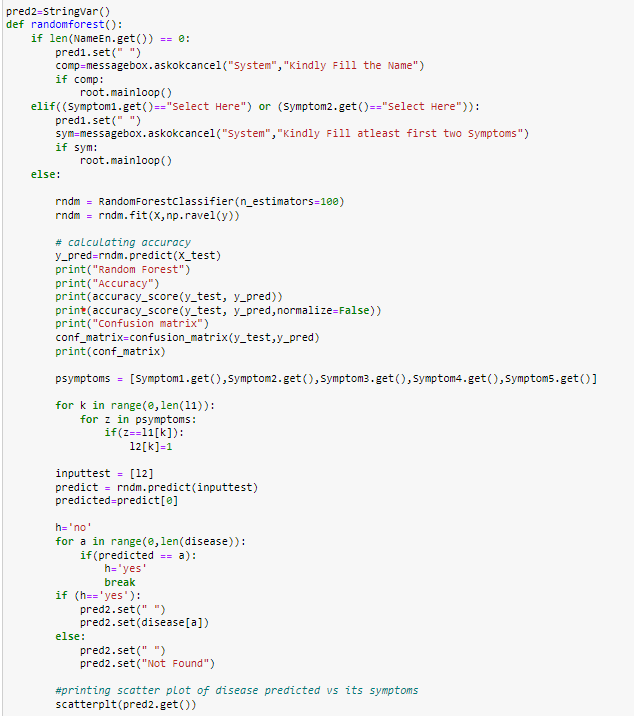 pred2=StringVar()
def randomforest():
    if len(NameEn.get()) == 0:
        pred1.set(" ")
        comp=messagebox.askokcancel("System","Kindly Fill the Name")
        if comp:
            root.mainloop()
    elif((Symptom1.get()=="Select Here") or (Symptom2.get()=="Select Here")):
        pred1.set(" ")
        sym=messagebox.askokcancel("System","Kindly Fill atleast first two Symptoms")
        if sym:
            root.mainloop()
    else:

        rndm = RandomForestClassifier(n_estimators=100)
        rndm = rndm.fit(X,np.ravel(y))

        # calculating accuracy
        y_pred=rndm.predict(X_test)
        print("Random Forest")
        print("Accuracy")
        print(accuracy_score(y_test, y_pred))
        print(accuracy_score(y_test, y_pred,normalize=False))
        print("Confusion matrix")
        conf_matrix=confusion_matrix(y_test,y_pred)
        print(conf_matrix)

        psymptoms = [Symptom1.get(),Symptom2.get(),Symptom3.get(),Symptom4.get(),Symptom5.get()]

        for k in range(0,len(l1)):
            for z in psymptoms:
                if(z==l1[k]):
                    l2[k]=1

        inputtest = [l2]
        predict = rndm.predict(inputtest)
        predicted=predict[0]

        h='no'
        for a in range(0,len(disease)):
            if(predicted == a):
                h='yes'
                break
        if (h=='yes'):
            pred2.set(" ")
            pred2.set(disease[a])
        else:
            pred2.set(" ")
            pred2.set("Not Found")

        #printing scatter plot of disease predicted vs its symptoms
        scatterplt(pred2.get())